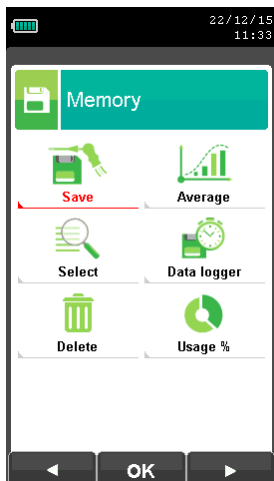 22/12/15
11:33
Memory
Save Average
Select Data logger
Delete Usage %
OK